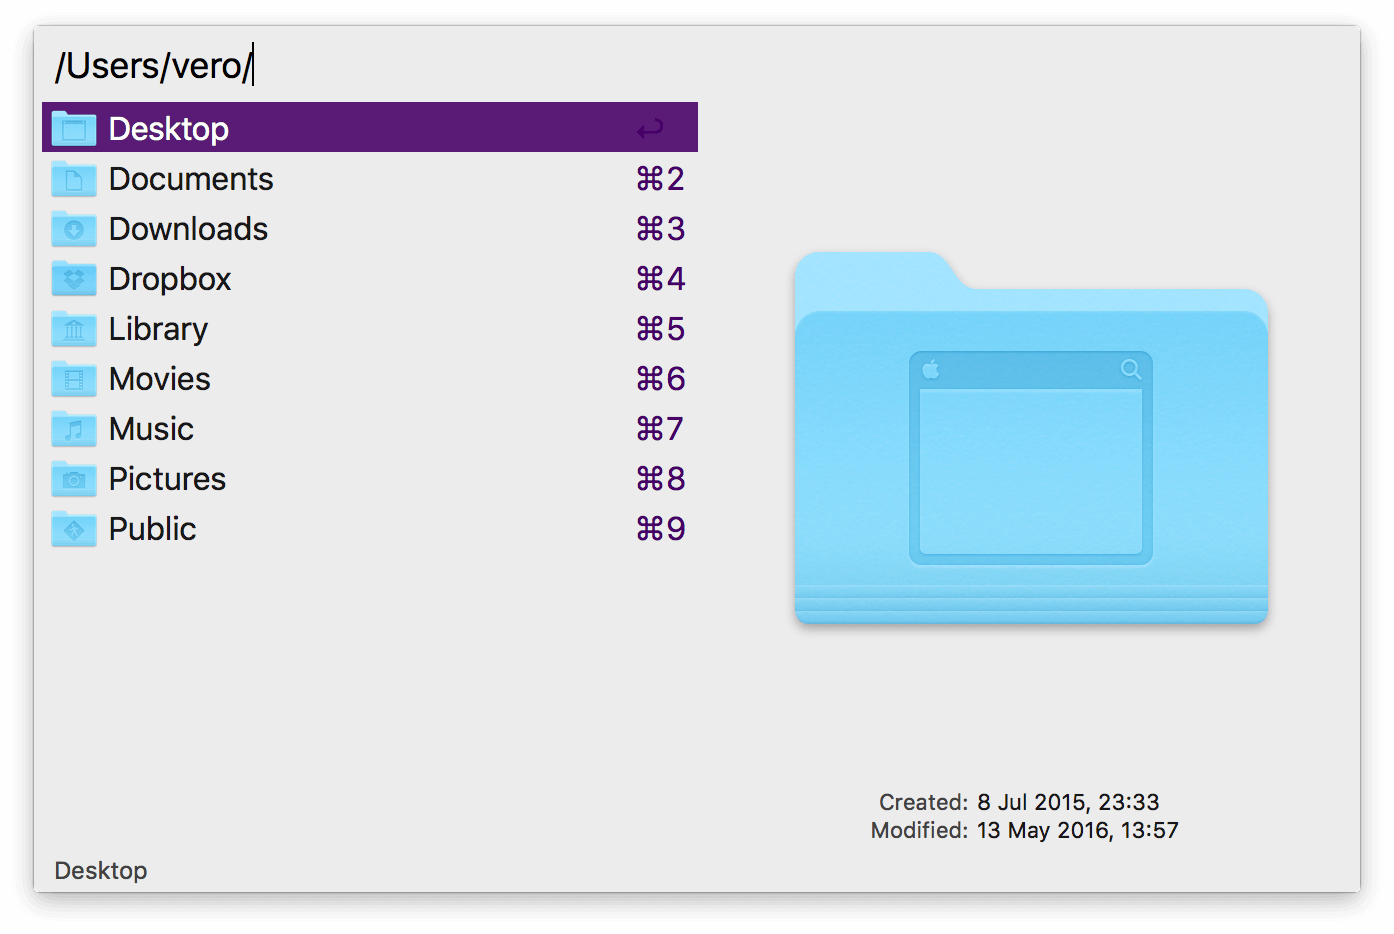 /Users/vero/
Desktop ↩
Documents ⌘2
Downloads ⌘3
Dropbox ⌘4
Library ⌘5
Movies ⌘6
Music ⌘7
Pictures ⌘8
Public ⌘9
Created: 8 Jul 2015, 23:33
Modified: 13 May 2016, 13:57
Desktop